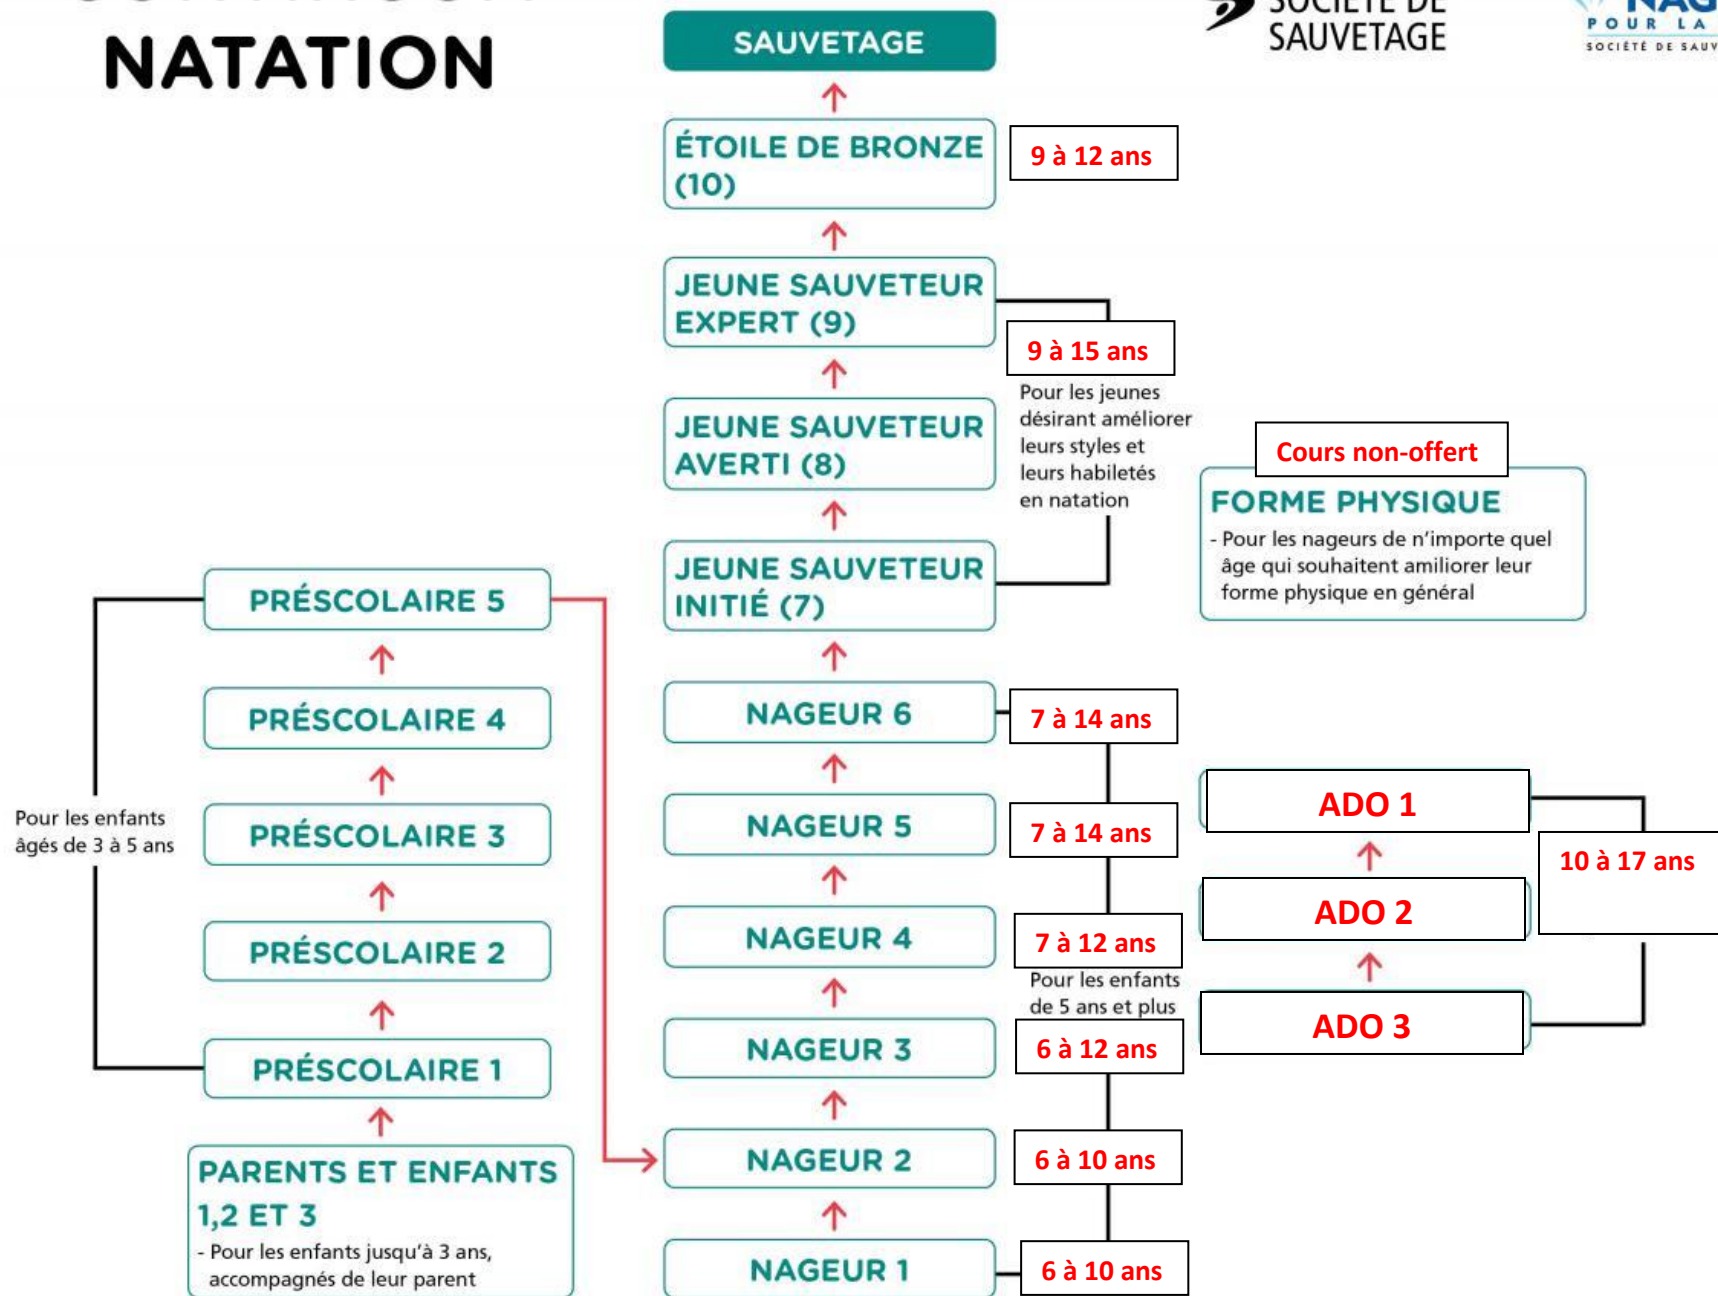 NATATION
SOCIÉTÉ DE
SAUVETAGE
POUR LA
SAUVETAGE
ÉTOILE DE BRONZE
(10)
9 à 12 ans
JEUNE SAUVETEUR
EXPERT (9)
9 à 15 ans
Pour les jeunes
désirant améliorer
leurs styles et
leurs habiletés
en natation
JEUNE SAUVETEUR
AVERTI (8)
Cours non-offert
FORME PHYSIQUE
- Pour les nageurs de n'importe quel
âge qui souhaitent amiliorer leur
forme physique en général
JEUNE SAUVETEUR
INITIÉ (7)
PRÉSCOLAIRE 5
PRÉSCOLAIRE 4
PRÉSCOLAIRE 3
PRÉSCOLAIRE 2
PRÉSCOLAIRE 1
Pour les enfants
âgés de 3 à 5 ans
PARENTS ET ENFANTS
1,2 ET 3
- Pour les enfants jusqu'à 3 ans,
accompagnés de leur parent
NAGEUR 6
7 à 14 ans
NAGEUR 5
7 à 14 ans
NAGEUR 4
7 à 12 ans
Pour les enfants
de 5 ans et plus
NAGEUR 3
6 à 12 ans
NAGEUR 2
6 à 10 ans
NAGEUR 1
6 à 10 ans
ADO 1
ADO 2
ADO 3
10 à 17 ans